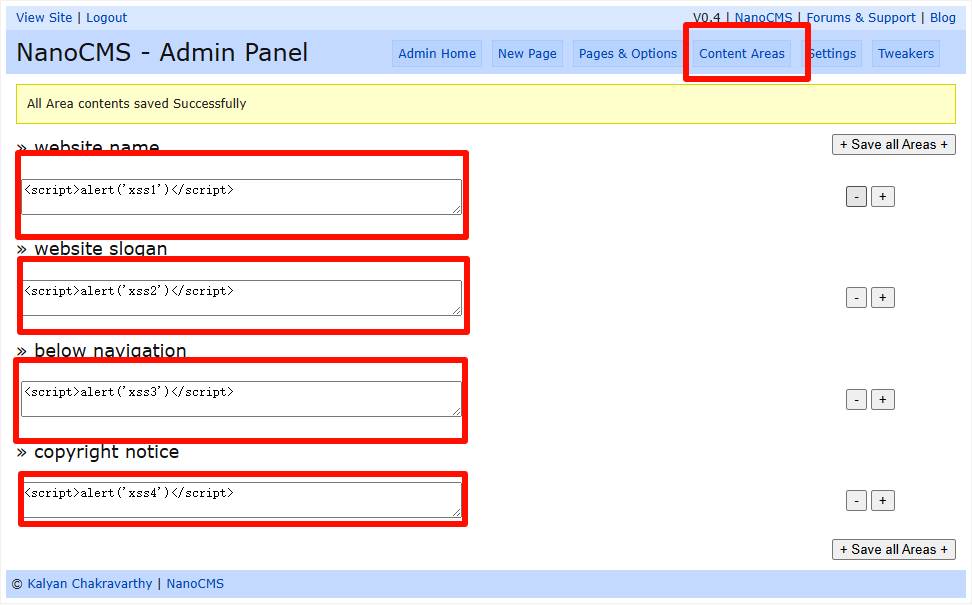 View Site | Logout V0.4 | NanoCMS | Forums & Support | Blog
NanoCMS - Admin Panel Admin Home New Page Pages & Options Content Areas Settings Tweakers
All Area contents saved Successfully
» website name + Save all Areas +
<script>alert('xss1')</script> - +
» website slogan
<script>alert('xss2')</script> - +
» below navigation
<script>alert('xss3')</script> - +
» copyright notice
<script>alert('xss4')</script> - +
+ Save all Areas +
© Kalyan Chakravarthy | NanoCMS